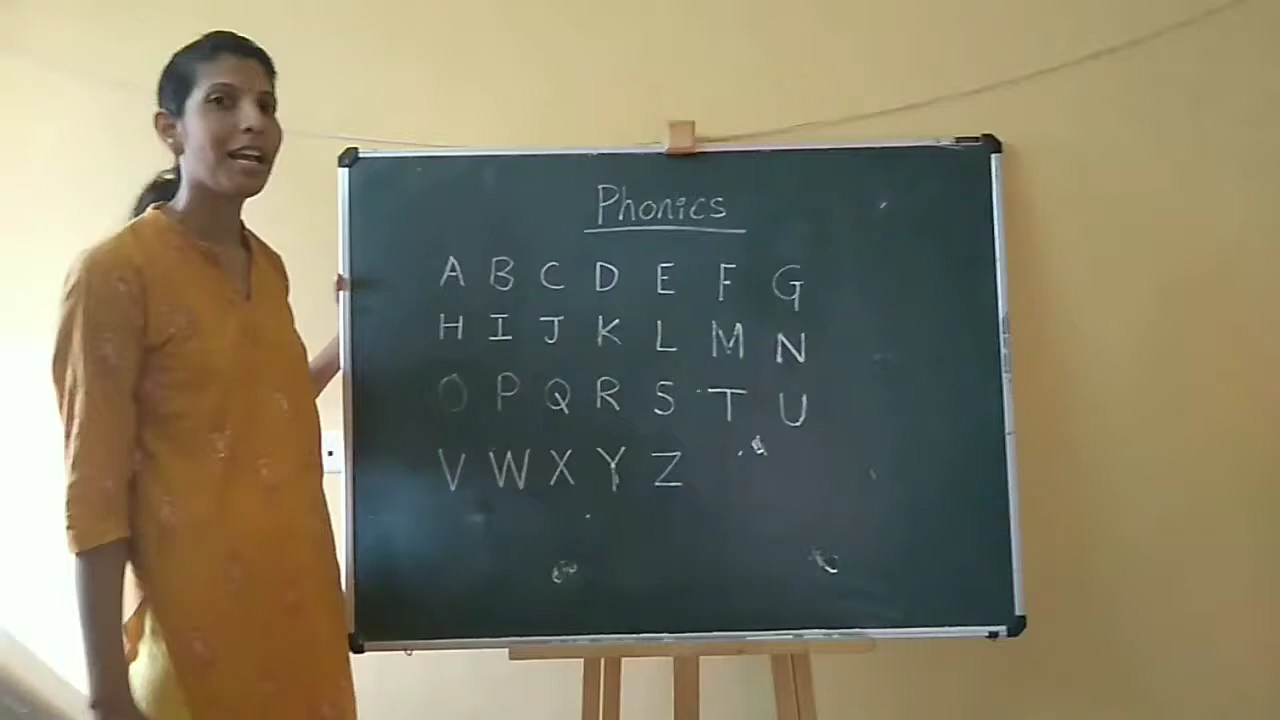 Phonics
A B C D E F G
H I J K L M N
O P Q R S T U
V W X Y Z